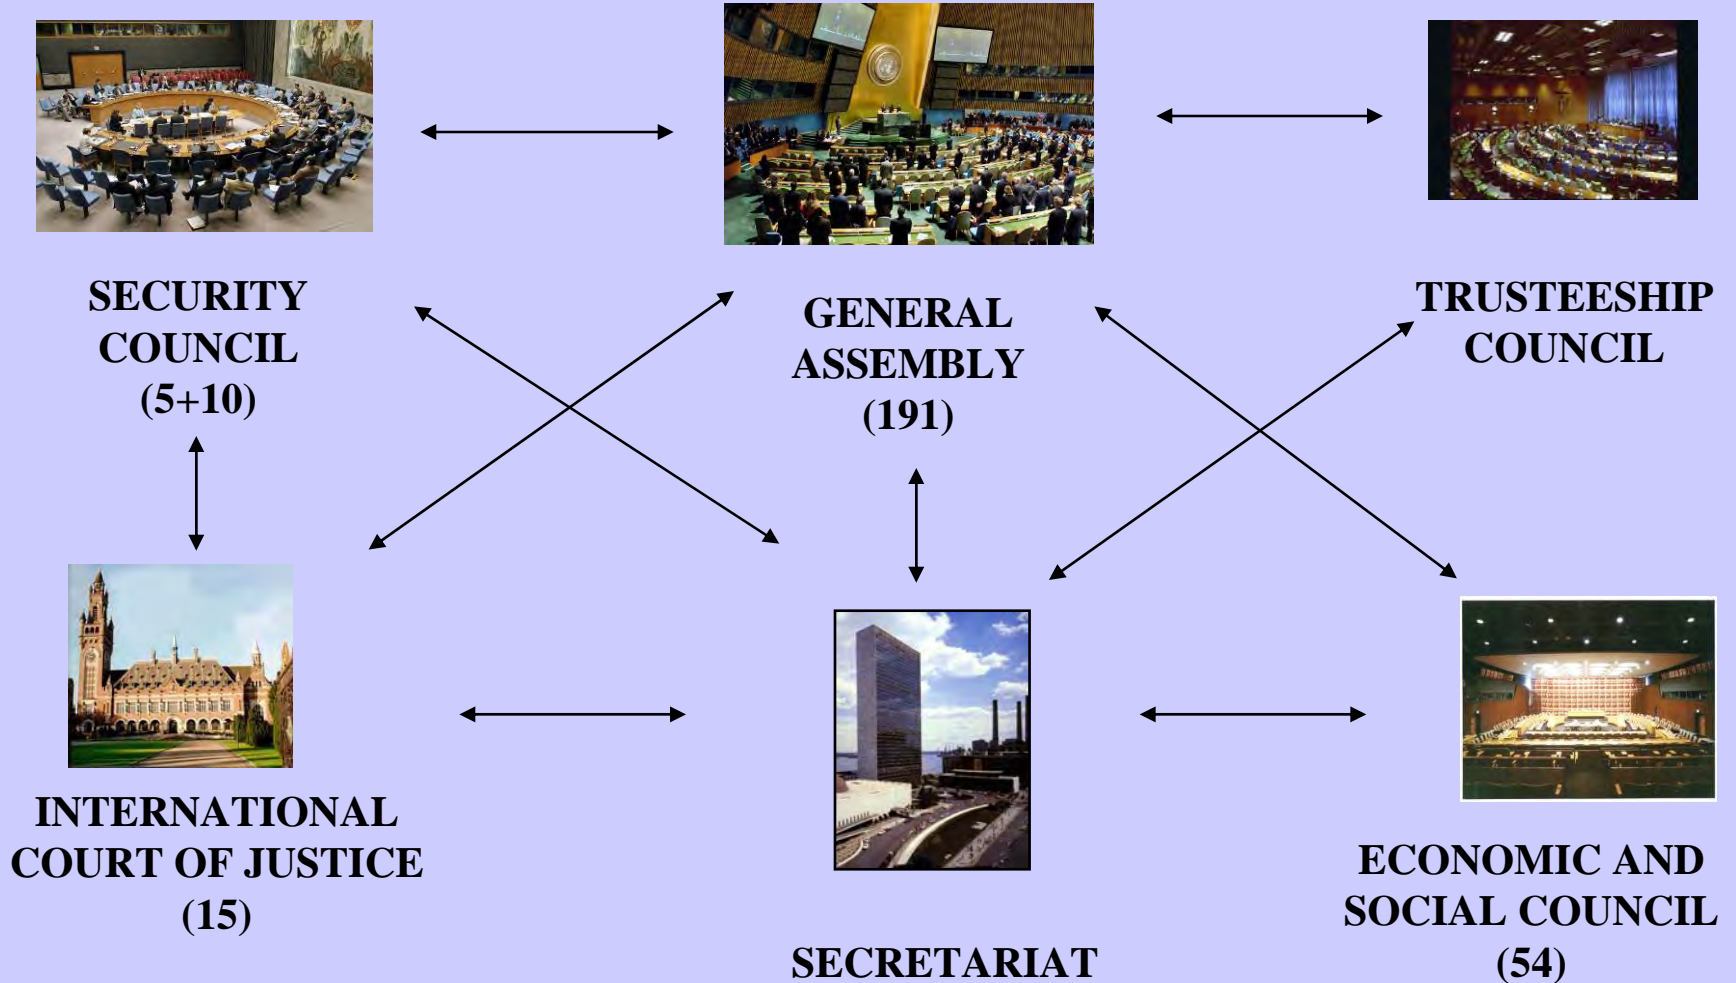 SECURITY
COUNCIL
(5+10)
GENERAL
ASSEMBLY
(191)
TRUSTEESHIP
COUNCIL
INTERNATIONAL
COURT OF JUSTICE
(15)
SECRETARIAT
ECONOMIC AND
SOCIAL COUNCIL
(54)